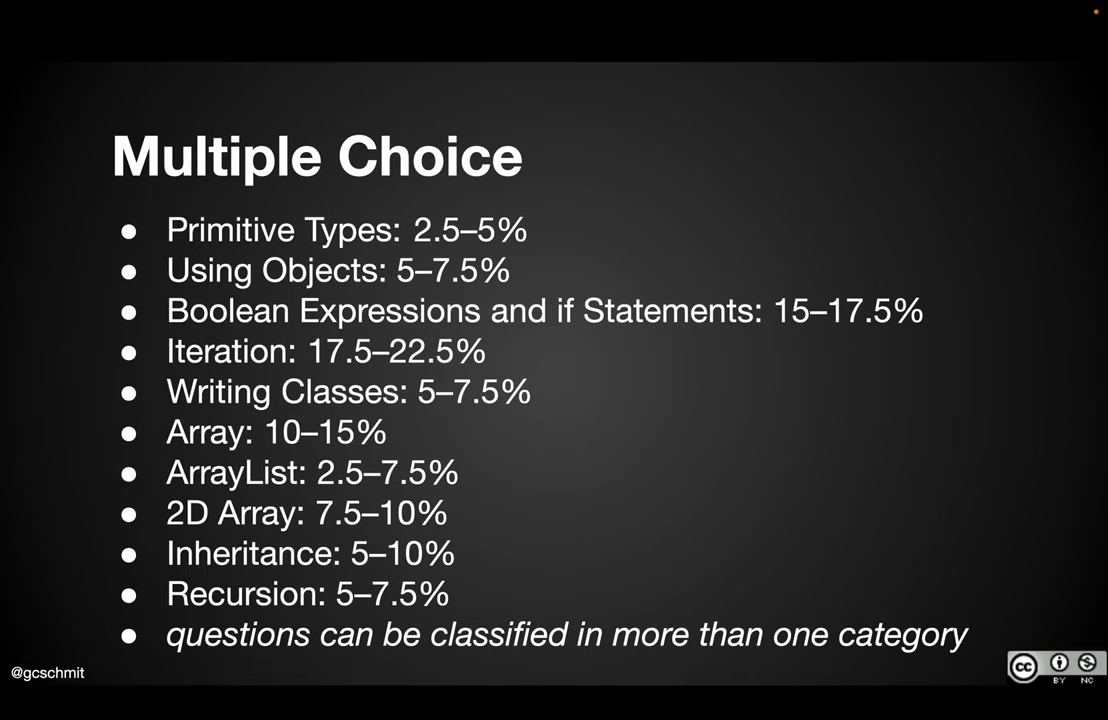 Multiple Choice
● Primitive Types: 2.5–5%
● Using Objects: 5–7.5%
● Boolean Expressions and if Statements: 15–17.5%
● Iteration: 17.5–22.5%
● Writing Classes: 5–7.5%
● Array: 10–15%
● ArrayList: 2.5–7.5%
● 2D Array: 7.5–10%
● Inheritance: 5–10%
● Recursion: 5–7.5%
● questions can be classified in more than one category
@gcschmit
cc
BY NC